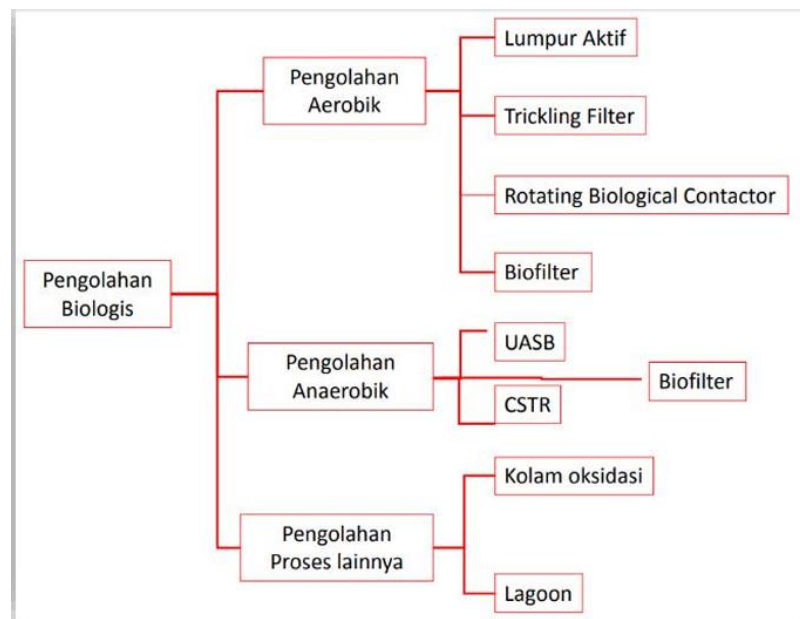 Pengolahan
Biologis
Pengolahan
Aerobik
Lumpur Aktif
Trickling Filter
Rotating Biological Contactor
Biofilter
Pengolahan
Anaerobik
UASB
CSTR
Biofilter
Pengolahan
Proses lainnya
Kolam oksidasi
Lagoon